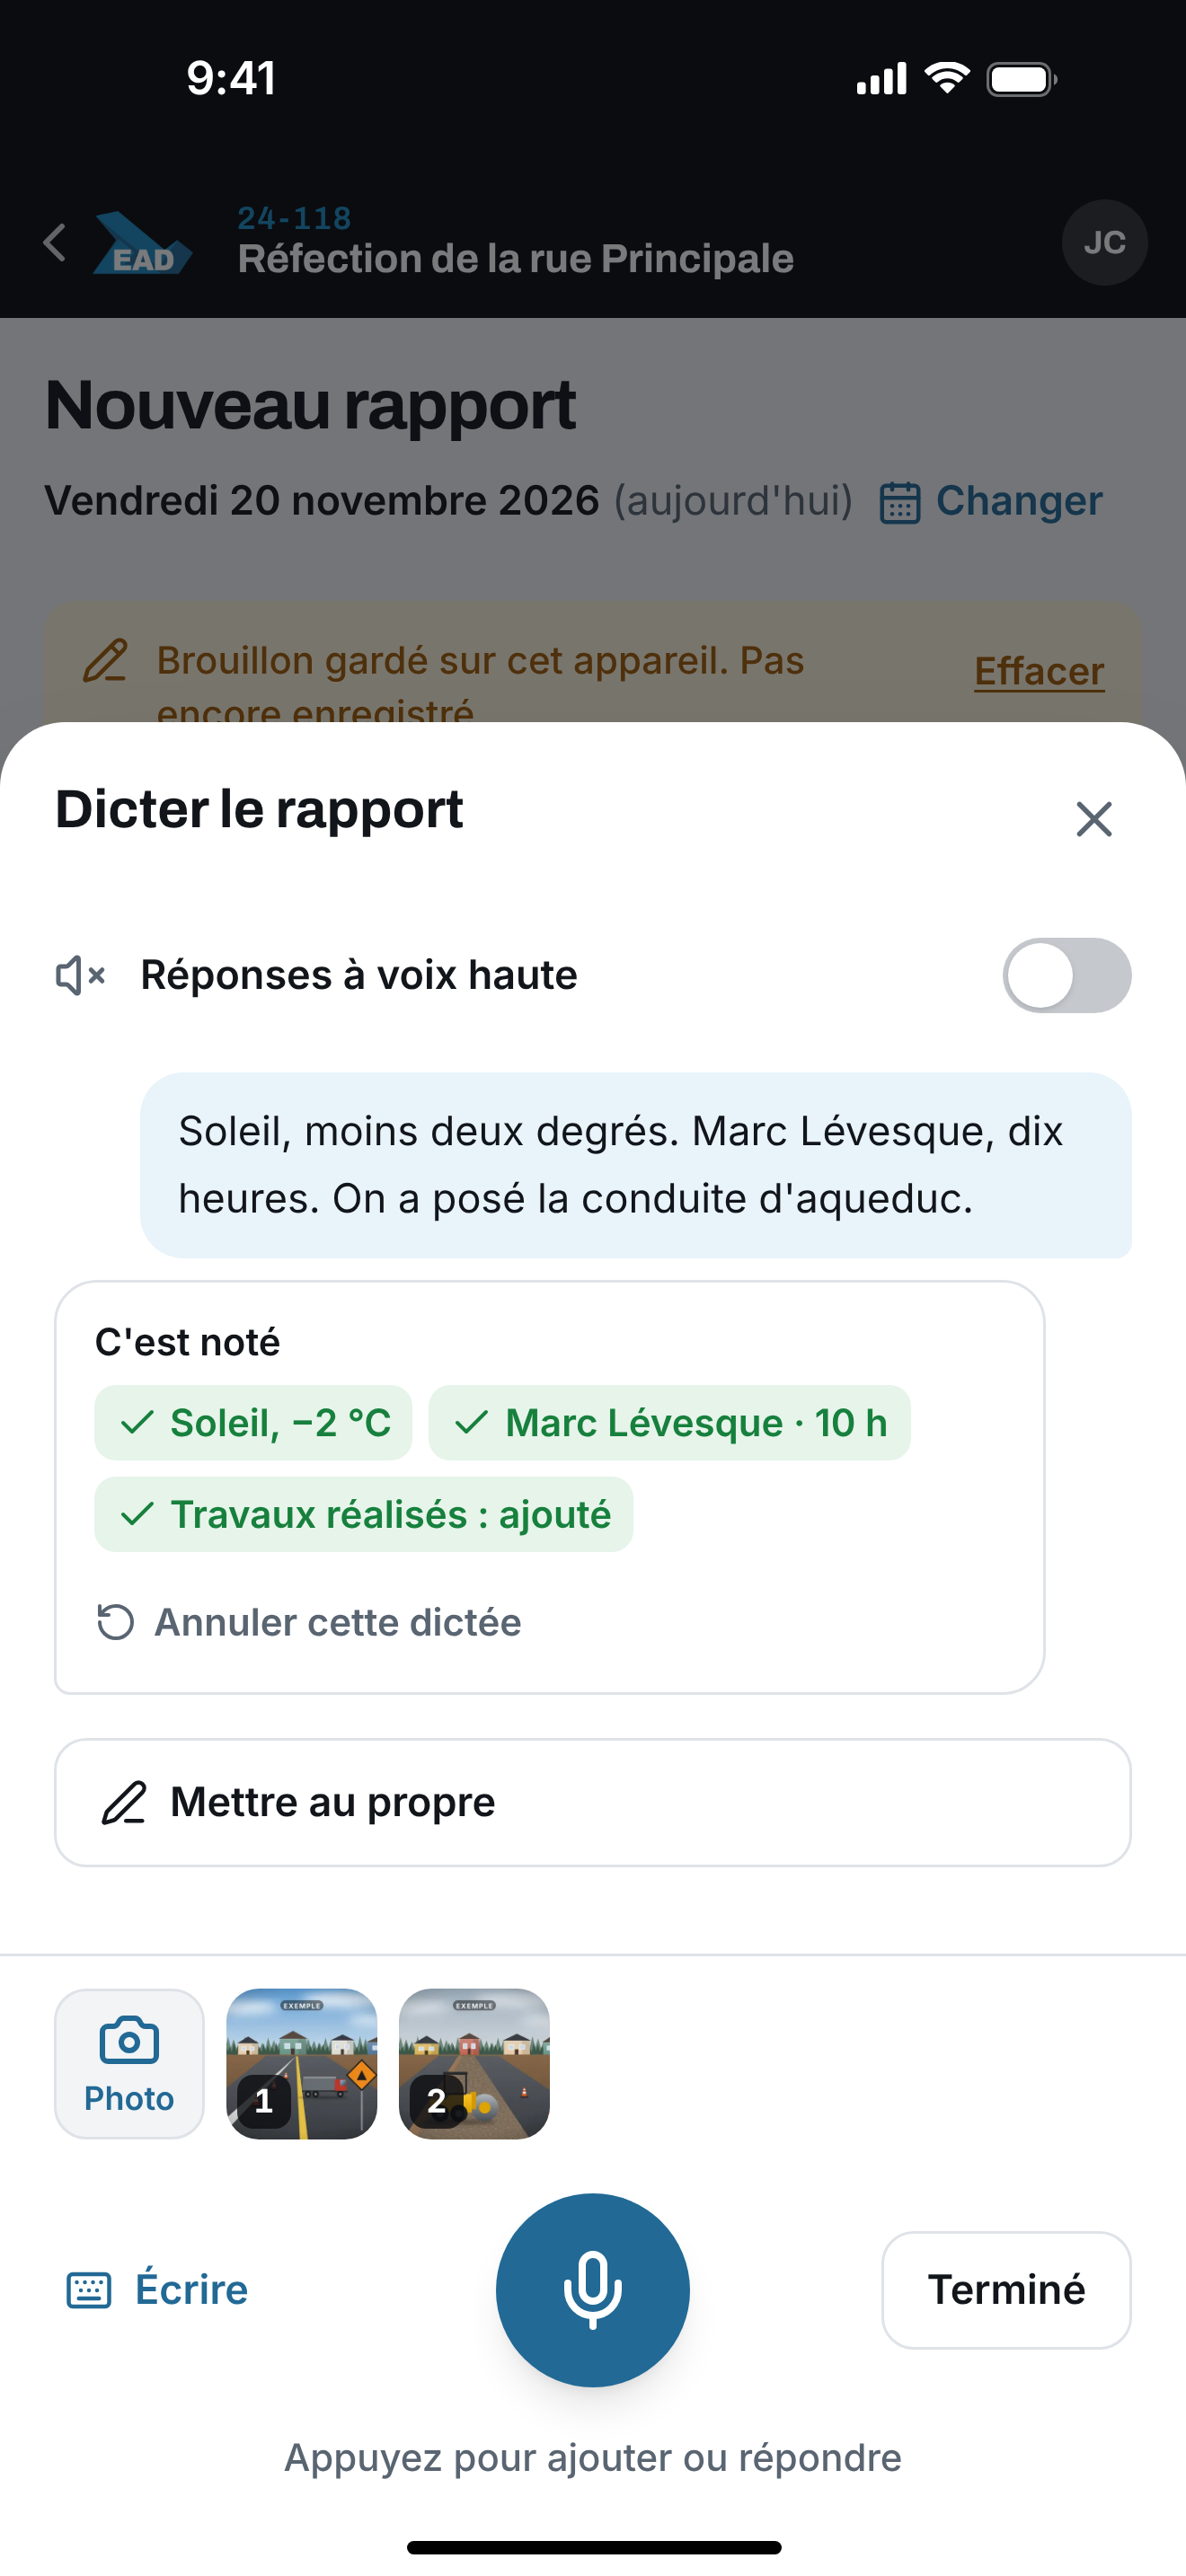 9:41
EAD
24-118
Réfection de la rue Principale
JC
Nouveau rapport
Vendredi 20 novembre 2026 (aujourd'hui) Changer
Brouillon gardé sur cet appareil. Pas
encore enregistré
Effacer
Dicter le rapport
Réponses à voix haute
Soleil, moins deux degrés. Marc Lévesque, dix
heures. On a posé la conduite d'aqueduc.
C'est noté
Soleil, −2 °C
Marc Lévesque · 10 h
Travaux réalisés : ajouté
Annuler cette dictée
Mettre au propre
Photo
EXEMPLE
1
EXEMPLE
2
Écrire
Terminé
Appuyez pour ajouter ou répondre